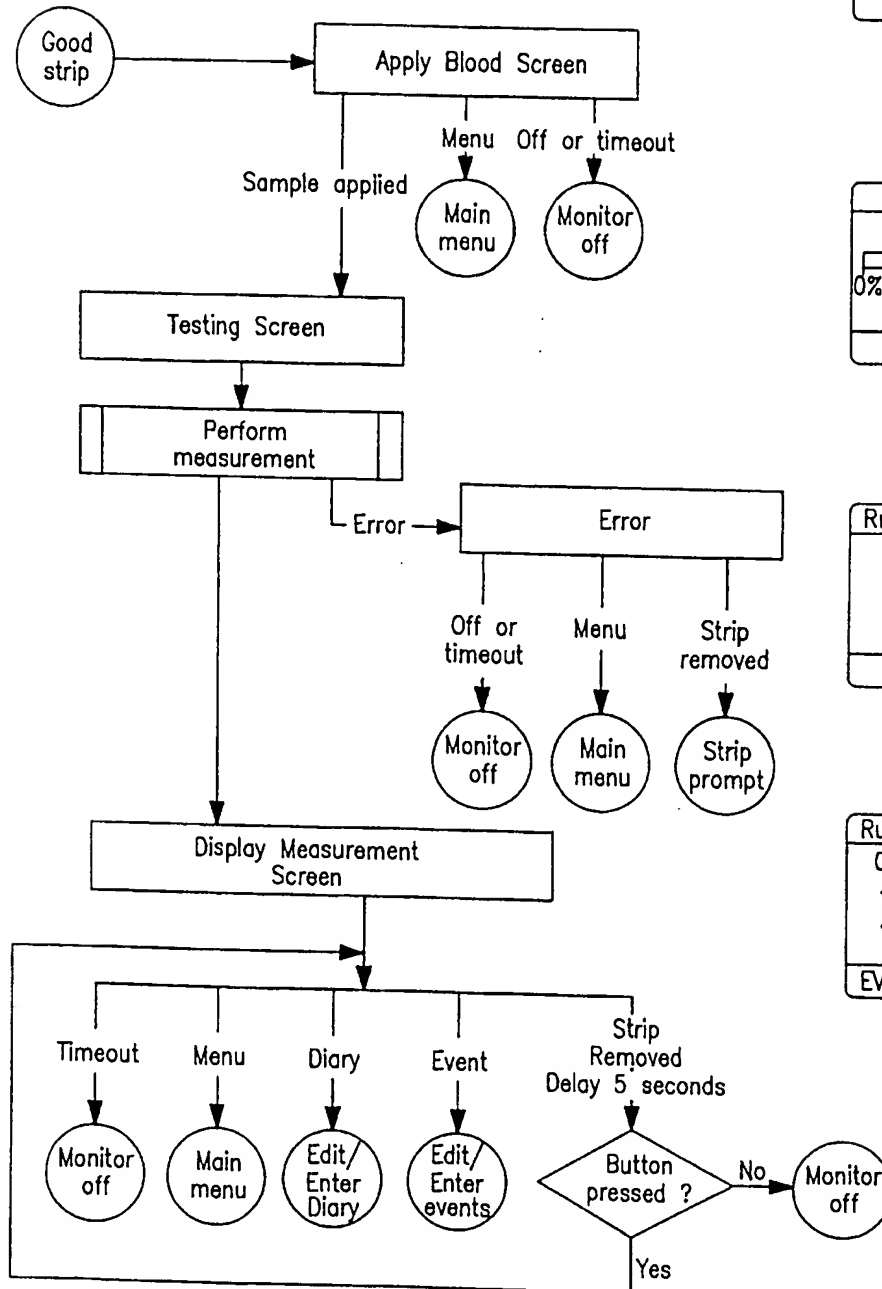 Good
strip
Apply Blood Screen
Menu
Off or timeout
Sample applied
Main
menu
Monitor
off
0%
Testing Screen
Perform
measurement
Error
Error
Off or
timeout
Menu
Strip
removed
Monitor
off
Main
menu
Strip
prompt
Display Measurement
Screen
EV
Timeout
Menu
Diary
Event
Strip
Removed
Delay 5 seconds
Monitor
off
Main
menu
Edit/
Enter
Diary
Edit/
Enter
events
Button
pressed ?
No
Monitor
off
Yes